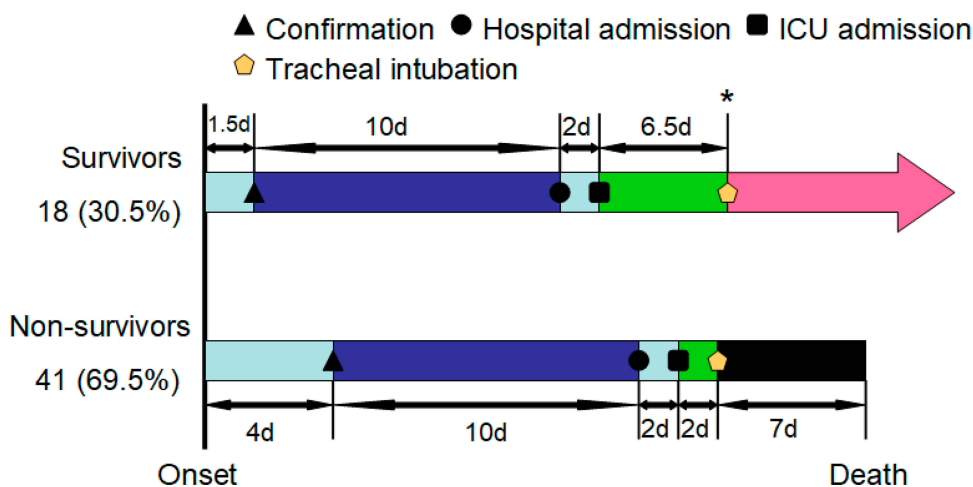 Confirmation Hospital admission ICU admission
Tracheal intubation
*
1.5d 10d 2d 6.5d
Survivors
18 (30.5%)
Non-survivors
41 (69.5%)
4d 10d 2d 2d 7d
Onset Death